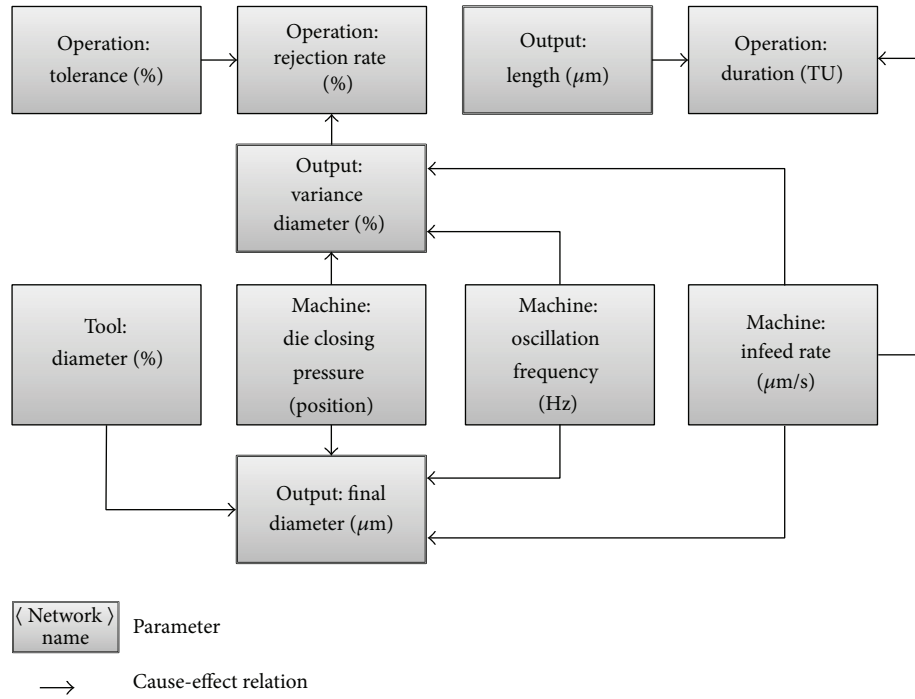 Operation:
tolerance (%)
Operation:
rejection rate
(%)
Output:
length (μm)
Operation:
duration (TU)
Output:
variance
diameter (%)
Tool:
diameter (%)
Machine:
die closing
pressure
(position)
Machine:
oscillation
frequency
(Hz)
Machine:
infeed rate
(μm/s)
Output: final
diameter (μm)
⟨ Network ⟩
name
Parameter
Cause-effect relation